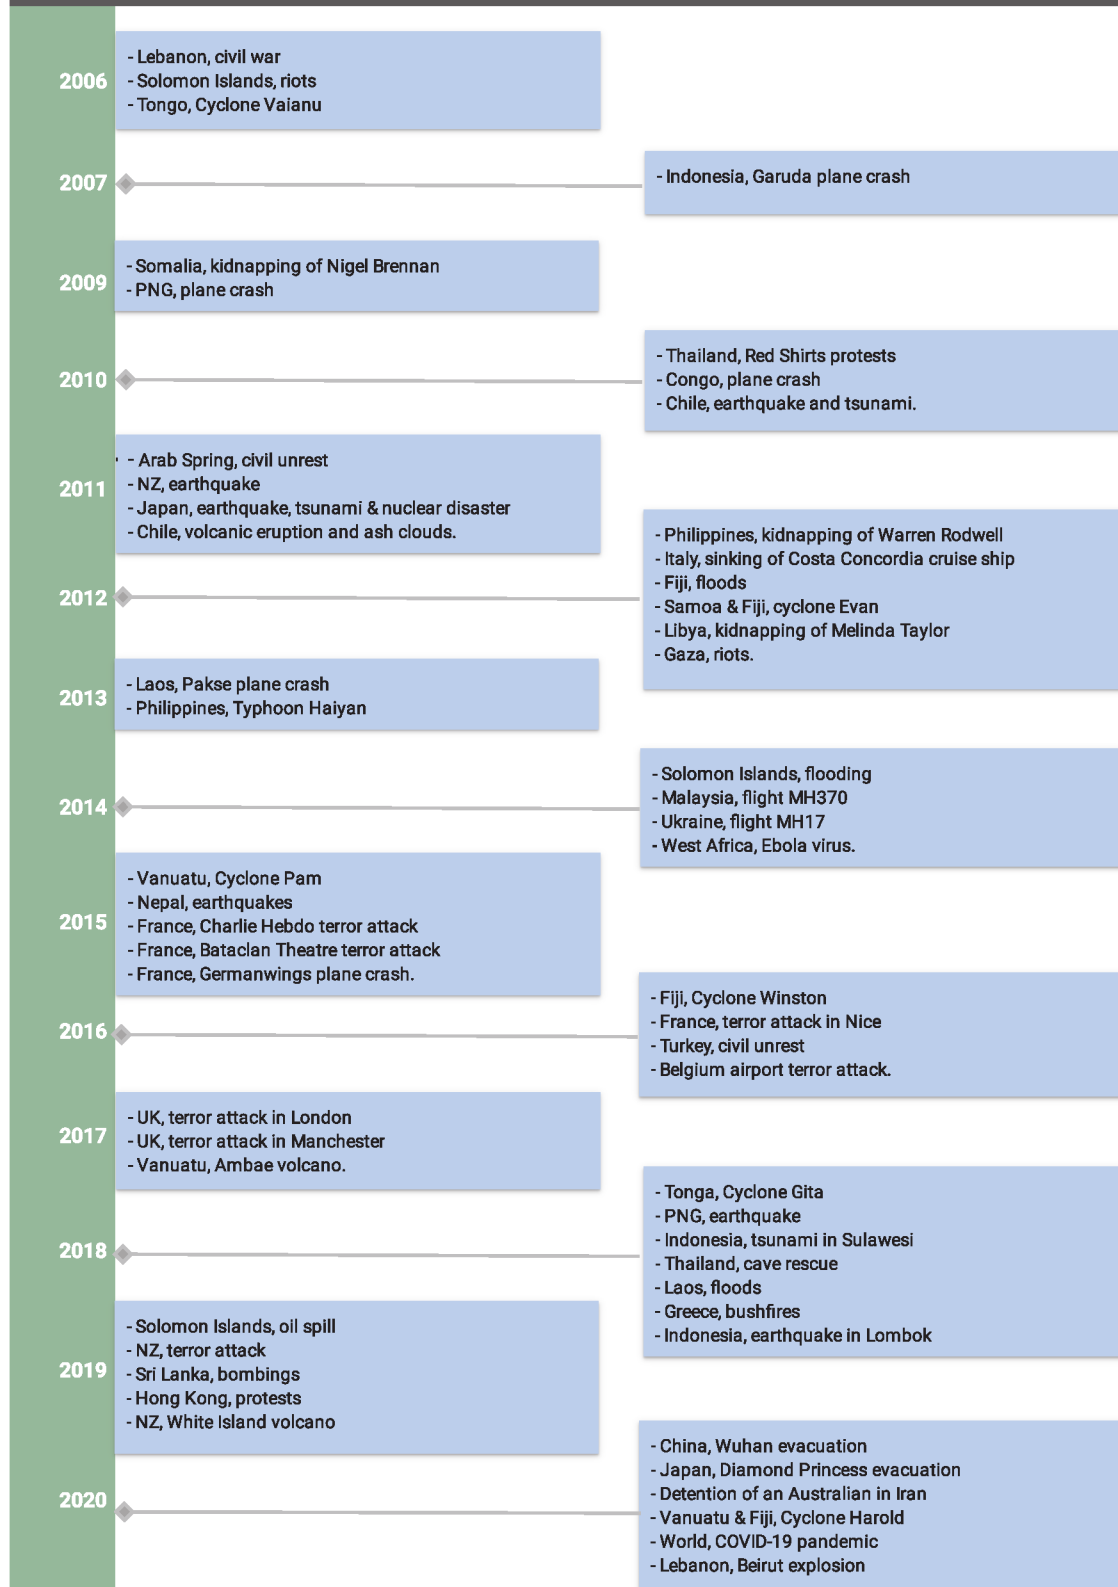 2006
- Lebanon, civil war
- Solomon Islands, riots
- Tongo, Cyclone Vaianu
2007
- Indonesia, Garuda plane crash
2009
- Somalia, kidnapping of Nigel Brennan
- PNG, plane crash
2010
- Thailand, Red Shirts protests
- Congo, plane crash
- Chile, earthquake and tsunami.
2011
- Arab Spring, civil unrest
- NZ, earthquake
- Japan, earthquake, tsunami & nuclear disaster
- Chile, volcanic eruption and ash clouds.
2012
- Philippines, kidnapping of Warren Rodwell
- Italy, sinking of Costa Concordia cruise ship
- Fiji, floods
- Samoa & Fiji, cyclone Evan
- Libya, kidnapping of Melinda Taylor
- Gaza, riots.
2013
- Laos, Pakse plane crash
- Philippines, Typhoon Haiyan
2014
- Solomon Islands, flooding
- Malaysia, flight MH370
- Ukraine, flight MH17
- West Africa, Ebola virus.
2015
- Vanuatu, Cyclone Pam
- Nepal, earthquakes
- France, Charlie Hebdo terror attack
- France, Bataclan Theatre terror attack
- France, Germanwings plane crash.
2016
- Fiji, Cyclone Winston
- France, terror attack in Nice
- Turkey, civil unrest
- Belgium airport terror attack.
2017
- UK, terror attack in London
- UK, terror attack in Manchester
- Vanuatu, Ambae volcano.
2018
- Tonga, Cyclone Gita
- PNG, earthquake
- Indonesia, tsunami in Sulawesi
- Thailand, cave rescue
- Laos, floods
- Greece, bushfires
- Indonesia, earthquake in Lombok
2019
- Solomon Islands, oil spill
- NZ, terror attack
- Sri Lanka, bombings
- Hong Kong, protests
- NZ, White Island volcano
2020
- China, Wuhan evacuation
- Japan, Diamond Princess evacuation
- Detention of an Australian in Iran
- Vanuatu & Fiji, Cyclone Harold
- World, COVID-19 pandemic
- Lebanon, Beirut explosion